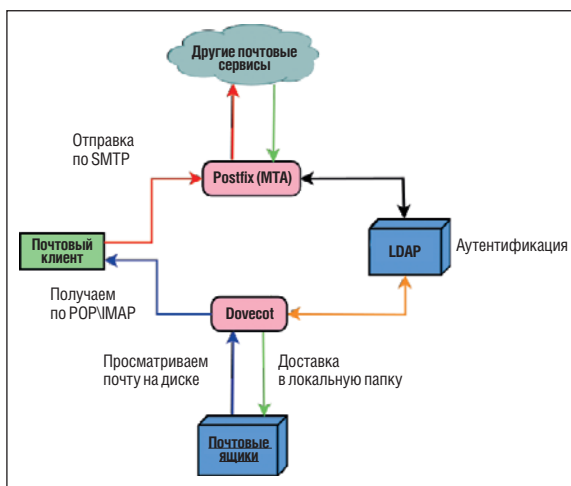 Другие почтовые
сервисы
Отправка
по SMTP
Postfix (MTA)
Почтовый
клиент
LDAP
Аутентификация
Получаем
по POP\IMAP
Dovecot
Просматриваем
почту на диске
Доставка
в локальную папку
Почтовые
ящики